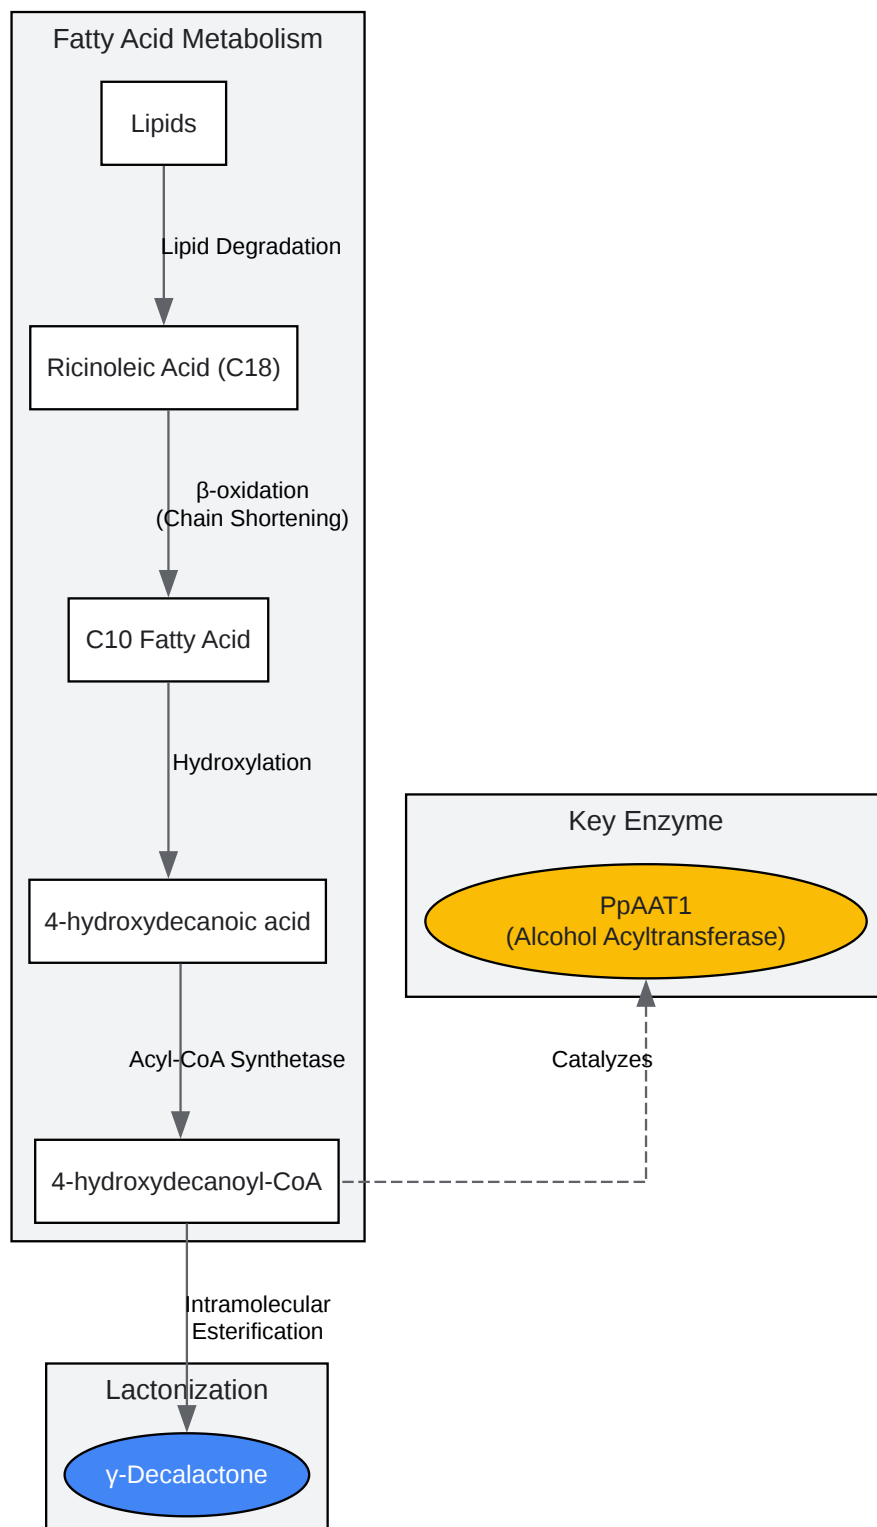 Fatty Acid Metabolism
Lipids
Lipid Degradation
Ricinoleic Acid (C18)
β-oxidation
(Chain Shortening)
C10 Fatty Acid
Hydroxylation
4-hydroxydecanoic acid
Acyl-CoA Synthetase
4-hydroxydecanoyl-CoA
Key Enzyme
PpAAT1
(Alcohol Acyltransferase)
Catalyzes
Intramolecular
Esterification
Lactonization
γ-Decalactone